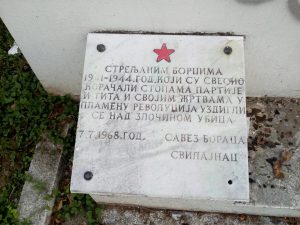 СТРЕЉАНИМ БОРЦИМА
1941-1944. ГОД. КОЈИ СУ СВЕСНО
КОРАЧАЛИ СТОПАМА ПАРТИЈЕ
И ТИТА И СВОЈИМ ЖРТВАМА У
ПЛАМЕНУ РЕВОЛУЦИЈА УЗДИГЛИ
СЕ НАД ЗЛОЧИНОМ УБИЦА
7.7.1968. ГОД. САВЕЗ БОРАЦА
СВИЛАЈНАЦ